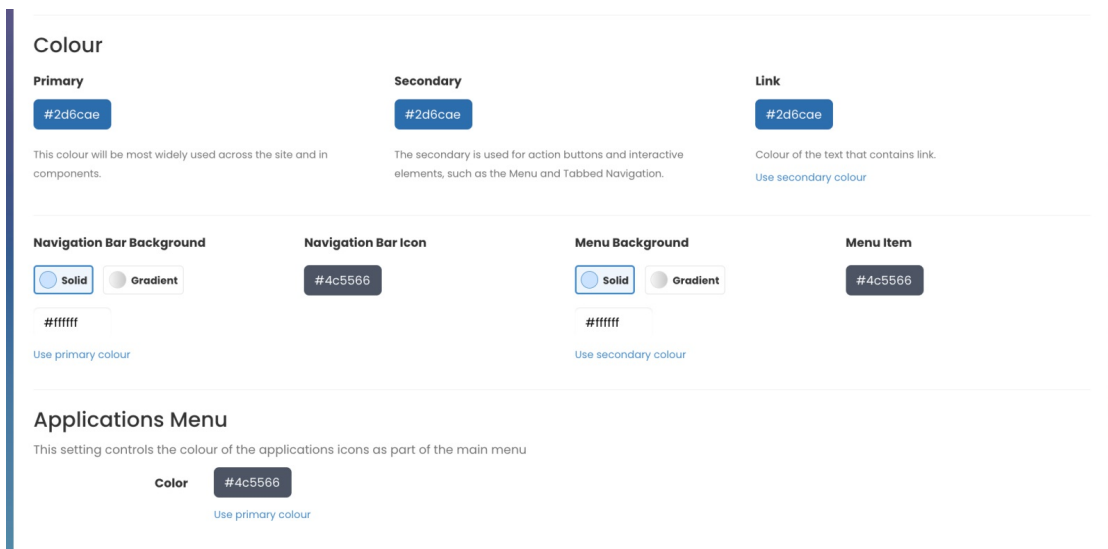 Colour
Primary
Secondary
Link
#2d6cae
#2d6cae
#2d6cae
This colour will be most widely used across the site and in
components.
The secondary is used for action buttons and interactive
elements, such as the Menu and Tabbed Navigation.
Colour of the text that contains link.
Use secondary colour
Navigation Bar Background
Navigation Bar Icon
Menu Background
Menu Item
Solid
Gradient
#4c5566
Solid
Gradient
#4c5566
#ffffff
#ffffff
Use primary colour
Use secondary colour
Applications Menu
This setting controls the colour of the applications icons as part of the main menu
Color
#4c5566
Use primary colour